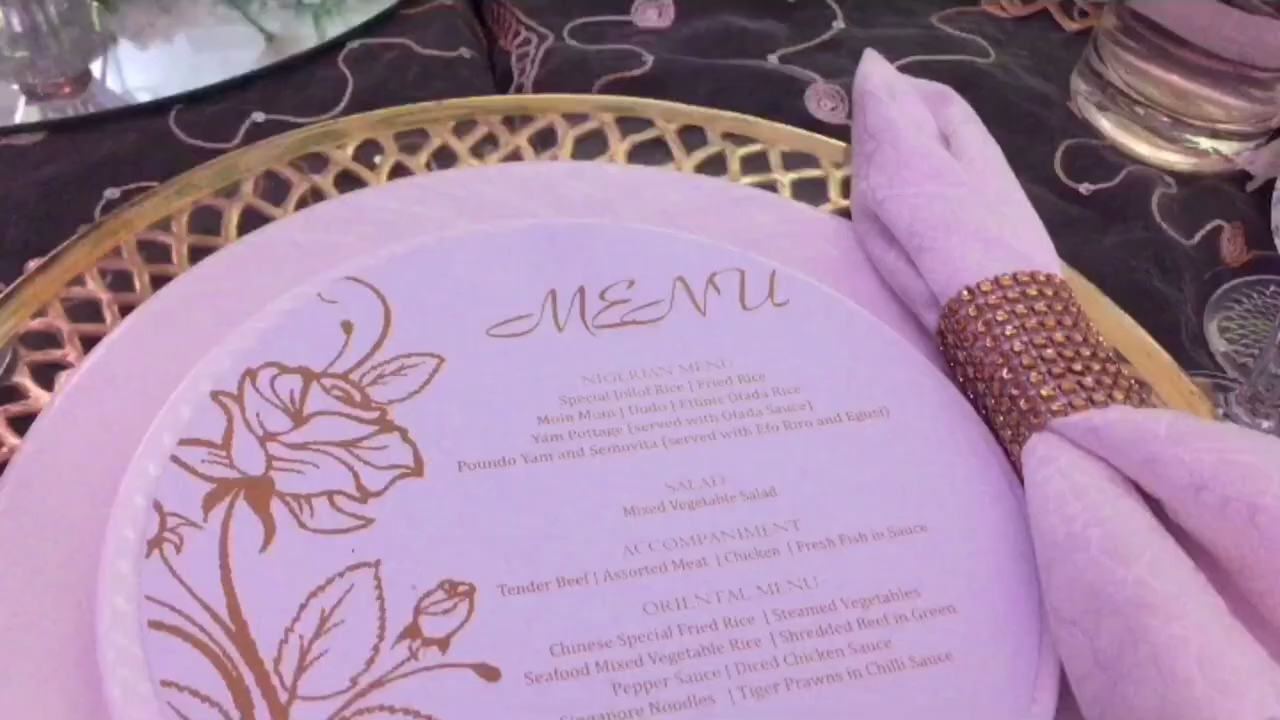 MENU
NIGERIAN MENU
Special Jollof Rice | Fried Rice
Moin Moin | Dodo | Ethnic Ofada Rice
Yam Pottage (served with Ofada Sauce)
Poundo Yam and Semovita (served with Efo Riro and Egusi)
SALAD
Mixed Vegetable Salad
ACCOMPANIMENT
Tender Beef | Assorted Meat | Chicken | Fresh Fish in Sauce
ORIENTAL MENU
Chinese Special Fried Rice | Steamed Vegetables
Seafood Mixed Vegetable Rice | Shredded Beef in Green
Pepper Sauce | Diced Chicken Sauce
Singapore Noodles | Tiger Prawns in Chilli Sauce